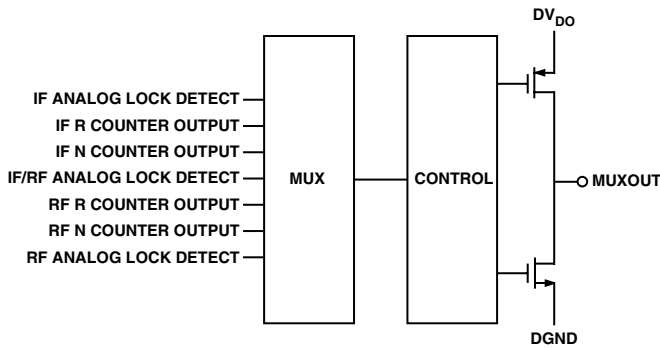 DVDO
IF ANALOG LOCK DETECT
IF R COUNTER OUTPUT
IF N COUNTER OUTPUT
IF/RF ANALOG LOCK DETECT
RF R COUNTER OUTPUT
RF N COUNTER OUTPUT
RF ANALOG LOCK DETECT
MUX
CONTROL
MUXOUT
DGND